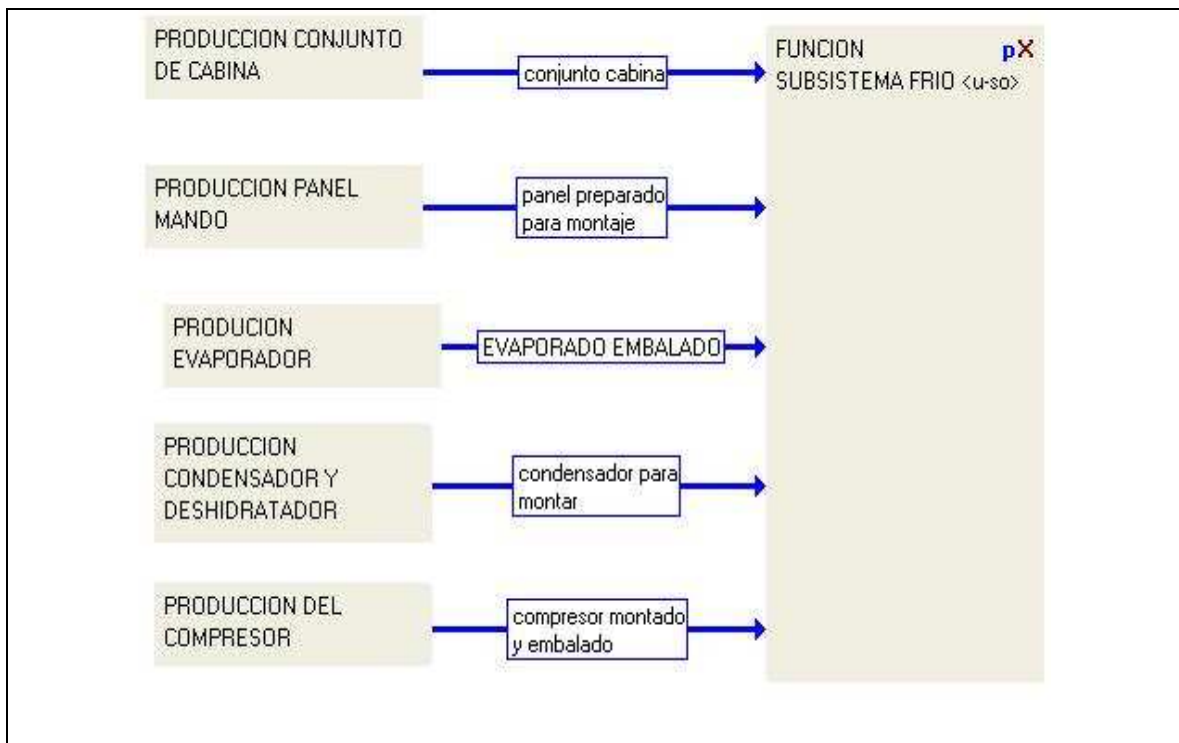 PRODUCCION CONJUNTO
DE CABINA
conjunto cabina
FUNCION pX
SUBSISTEMA FRIO <u-so>
PRODUCCION PANEL
MANDO
panel preparado
para montaje
PRODUCION
EVAPORADOR
EVAPORADO EMBALADO
PRODUCCION
CONDENSADOR Y
DESHIDRATADOR
condensador para
montar
PRODUCCION DEL
COMPRESOR
compresor montado
y embalado